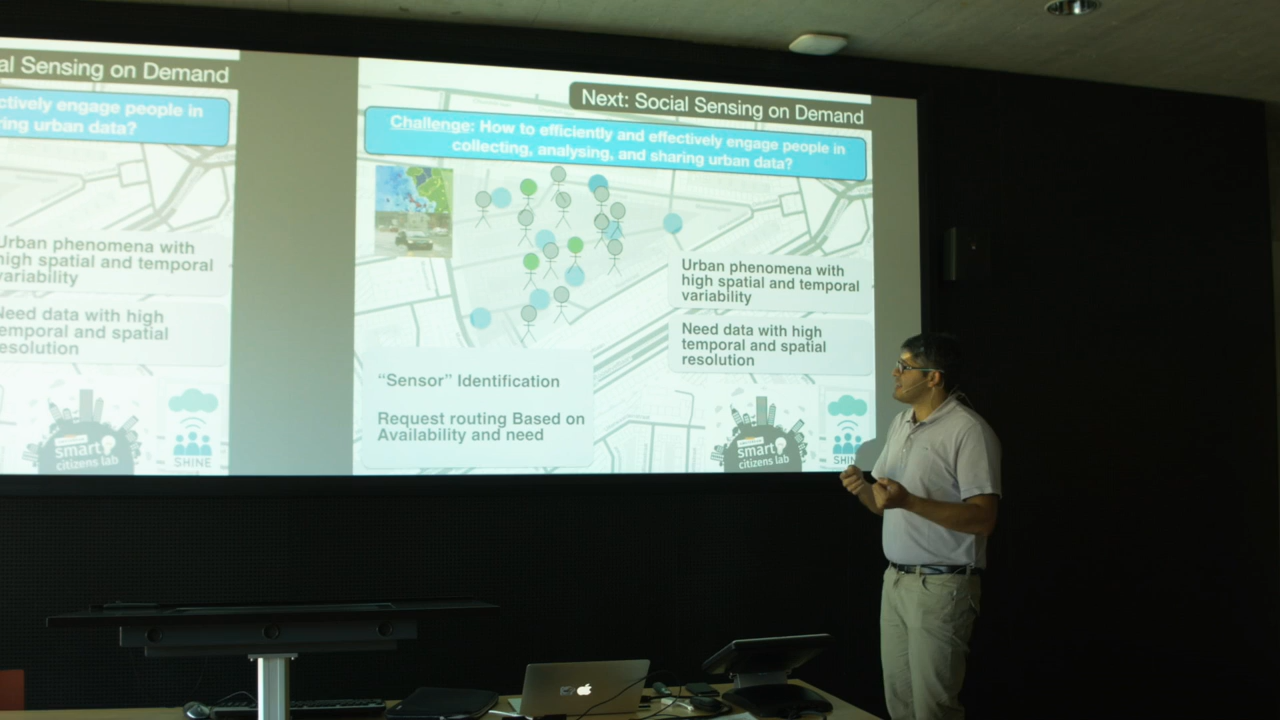 al Sensing on Demand
ctively engage people in
ring urban data?
Urban phenomena with
high spatial and temporal
variability
Need data with high
temporal and spatial
resolution
smart
citizens lab
SHINE
Next: Social Sensing on Demand
Challenge: How to efficiently and effectively engage people in
collecting, analysing, and sharing urban data?
Urban phenomena with
high spatial and temporal
variability
Need data with high
temporal and spatial
resolution
"Sensor" Identification
Request routing Based on
Availability and need
smart
citizens lab
SHIN